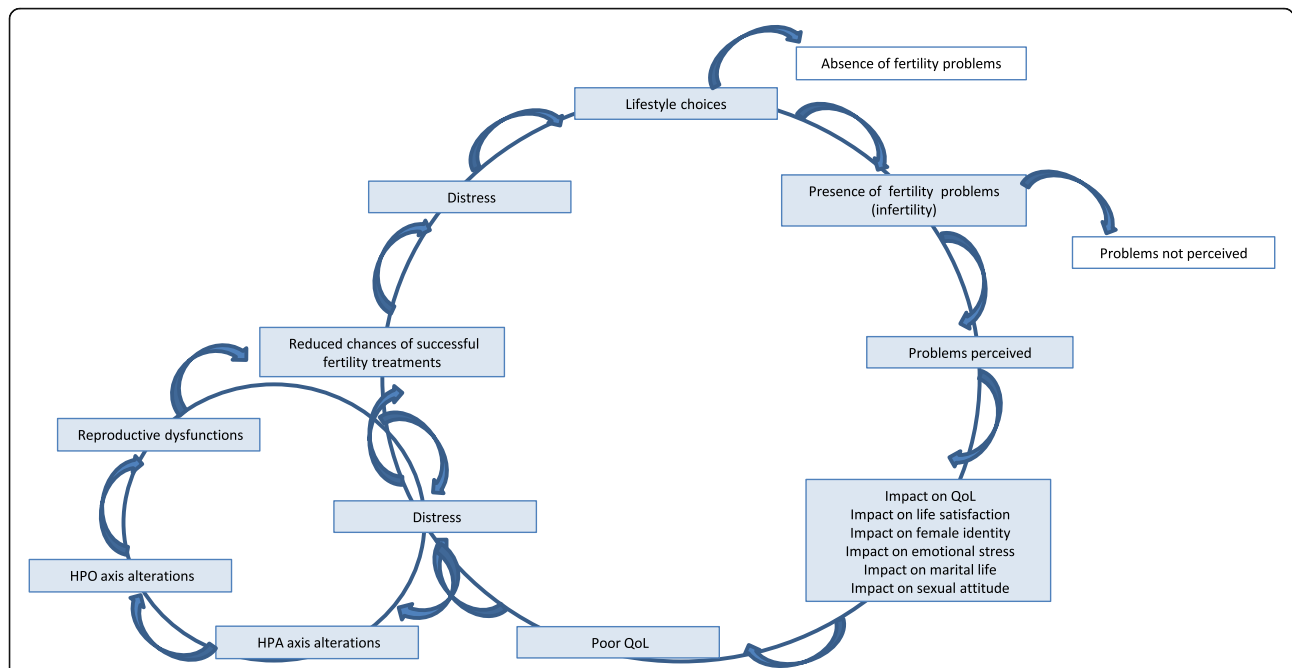 Absence of fertility problems
Lifestyle choices
Distress
Presence of fertility problems
(infertility)
Problems not perceived
Reduced chances of successful
fertility treatments
Problems perceived
Reproductive dysfunctions
Distress
Impact on QoL
Impact on life satisfaction
Impact on female identity
Impact on emotional stress
Impact on marital life
Impact on sexual attitude
HPO axis alterations
HPA axis alterations
Poor QoL